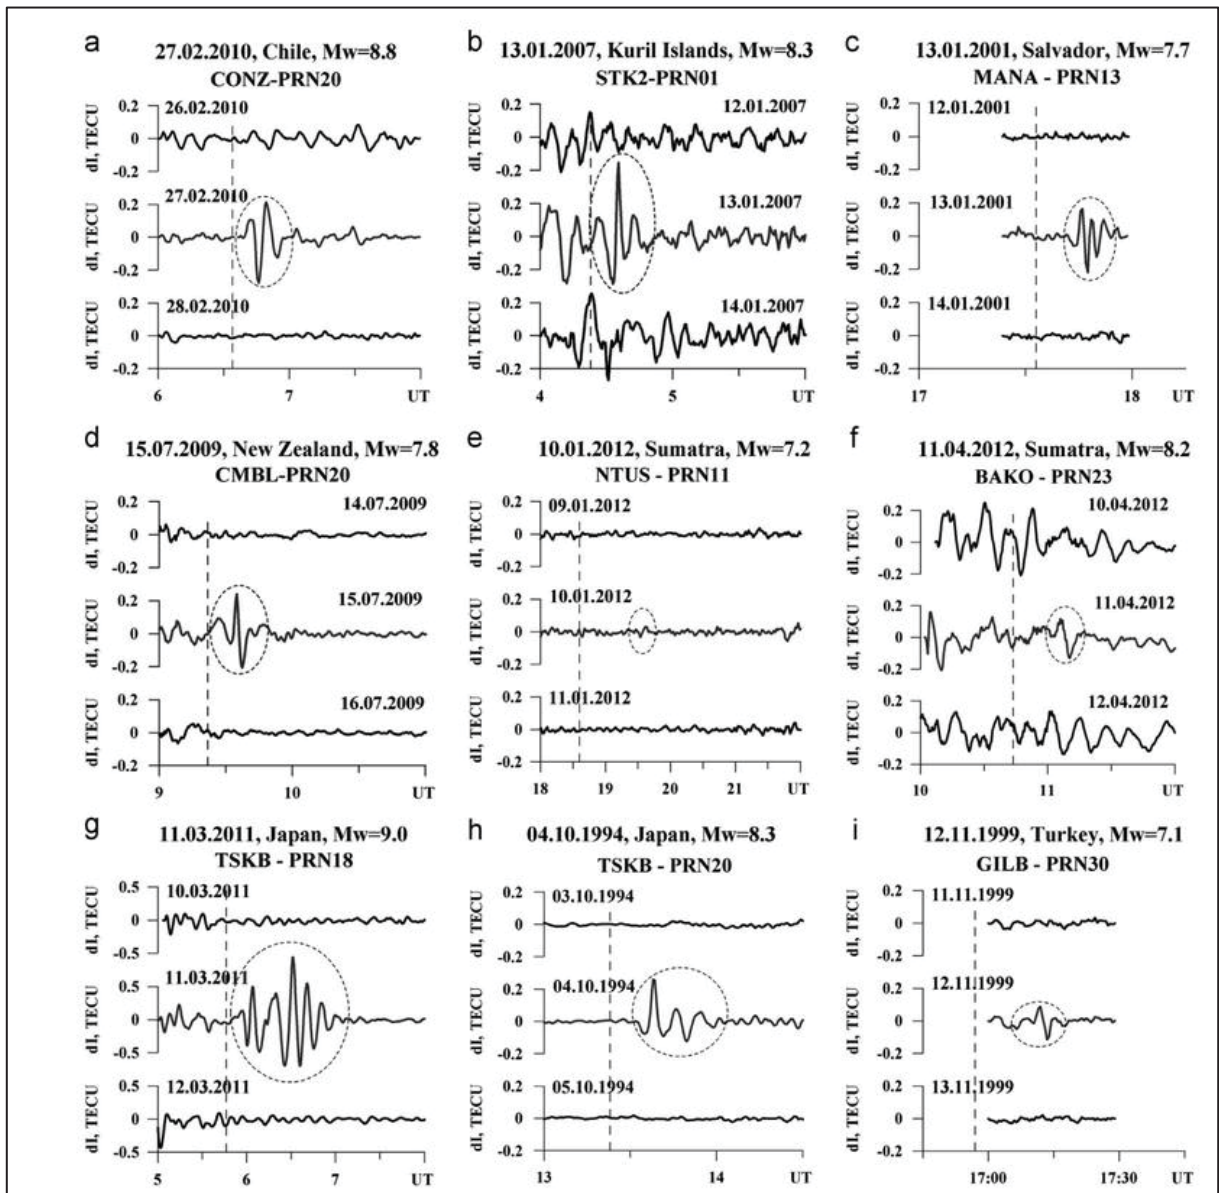 a
27.02.2010, Chile, Mw=8.8
CONZ-PRN20
dI, TECU
0.2
0
-0.2
26.02.2010
dI, TECU
0.2
0
-0.2
27.02.2010
dI, TECU
0.2
0
-0.2
28.02.2010
6
7
UT
b
13.01.2007, Kuril Islands, Mw=8.3
STK2-PRN01
dI, TECU
0.2
0
-0.2
12.01.2007
dI, TECU
0.2
0
-0.2
13.01.2007
dI, TECU
0.2
0
-0.2
14.01.2007
4
5
UT
c
13.01.2001, Salvador, Mw=7.7
MANA - PRN13
dI, TECU
0.2
0
-0.2
12.01.2001
dI, TECU
0.2
0
-0.2
13.01.2001
dI, TECU
0.2
0
-0.2
14.01.2001
17
18
UT
d
15.07.2009, New Zealand, Mw=7.8
CMBL-PRN20
dI, TECU
0.2
0
-0.2
14.07.2009
dI, TECU
0.2
0
-0.2
15.07.2009
dI, TECU
0.2
0
-0.2
16.07.2009
9
10
UT
e
10.01.2012, Sumatra, Mw=7.2
NTUS - PRN11
dI, TECU
0.2
0
-0.2
09.01.2012
dI, TECU
0.2
0
-0.2
10.01.2012
dI, TECU
0.2
0
-0.2
11.01.2012
18
19
20
21
UT
f
11.04.2012, Sumatra, Mw=8.2
BAKO - PRN23
dI, TECU
0.2
0
-0.2
10.04.2012
dI, TECU
0.2
0
-0.2
11.04.2012
dI, TECU
0.2
0
-0.2
12.04.2012
10
11
UT
g
11.03.2011, Japan, Mw=9.0
TSKB - PRN18
dI, TECU
0.5
0
-0.5
10.03.2011
dI, TECU
0.5
0
-0.5
11.03.2011
dI, TECU
0.5
0
-0.5
12.03.2011
5
6
7
UT
h
04.10.1994, Japan, Mw=8.3
TSKB - PRN20
dI, TECU
0.2
0
-0.2
03.10.1994
dI, TECU
0.2
0
-0.2
04.10.1994
dI, TECU
0.2
0
-0.2
05.10.1994
13
14
UT
i
12.11.1999, Turkey, Mw=7.1
GILB - PRN30
dI, TECU
0.2
0
-0.2
11.11.1999
dI, TECU
0.2
0
-0.2
12.11.1999
dI, TECU
0.2
0
-0.2
13.11.1999
17:00
17:30
UT